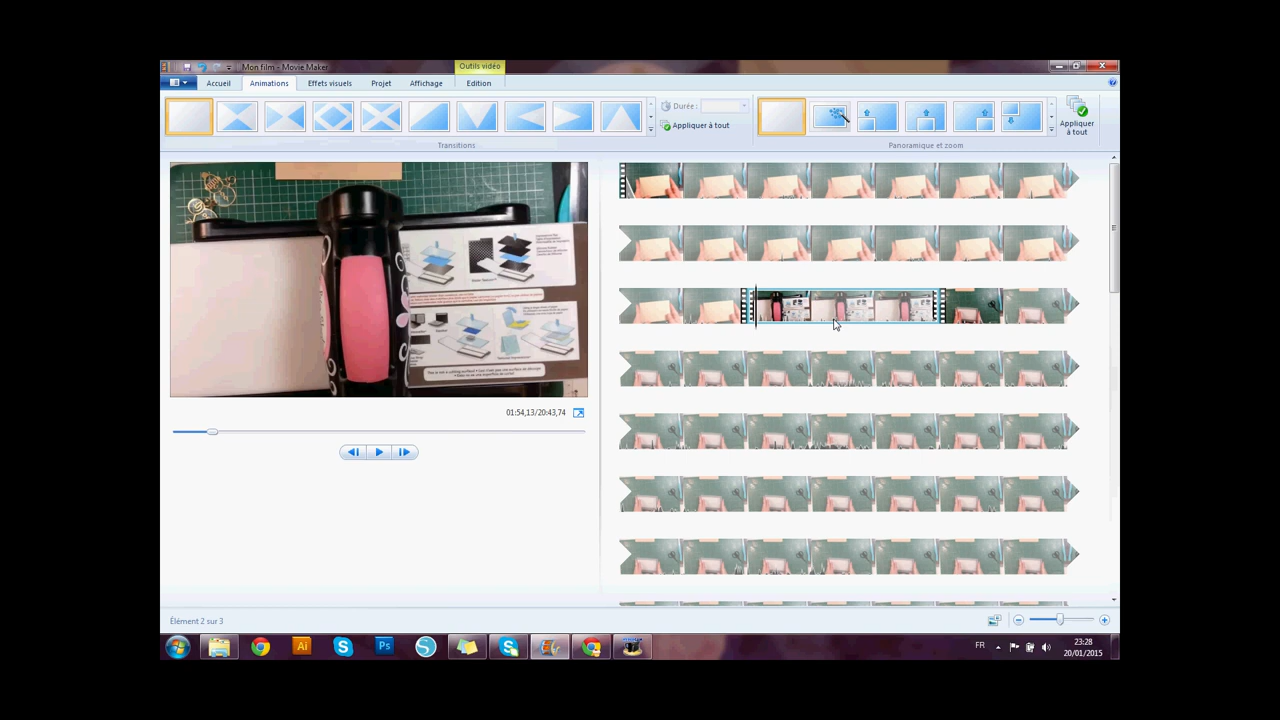 Mon film - Movie Maker
Outils vidéo
Accueil
Animations
Effets visuels
Projet
Affichage
Edition
Durée :
Appliquer à tout
Appliquer
à tout
Transitions
Panoramique et zoom
01:54,13/20:43,74
Élément 2 sur 3
Ai
Ps
FR
23:28
20/01/2015